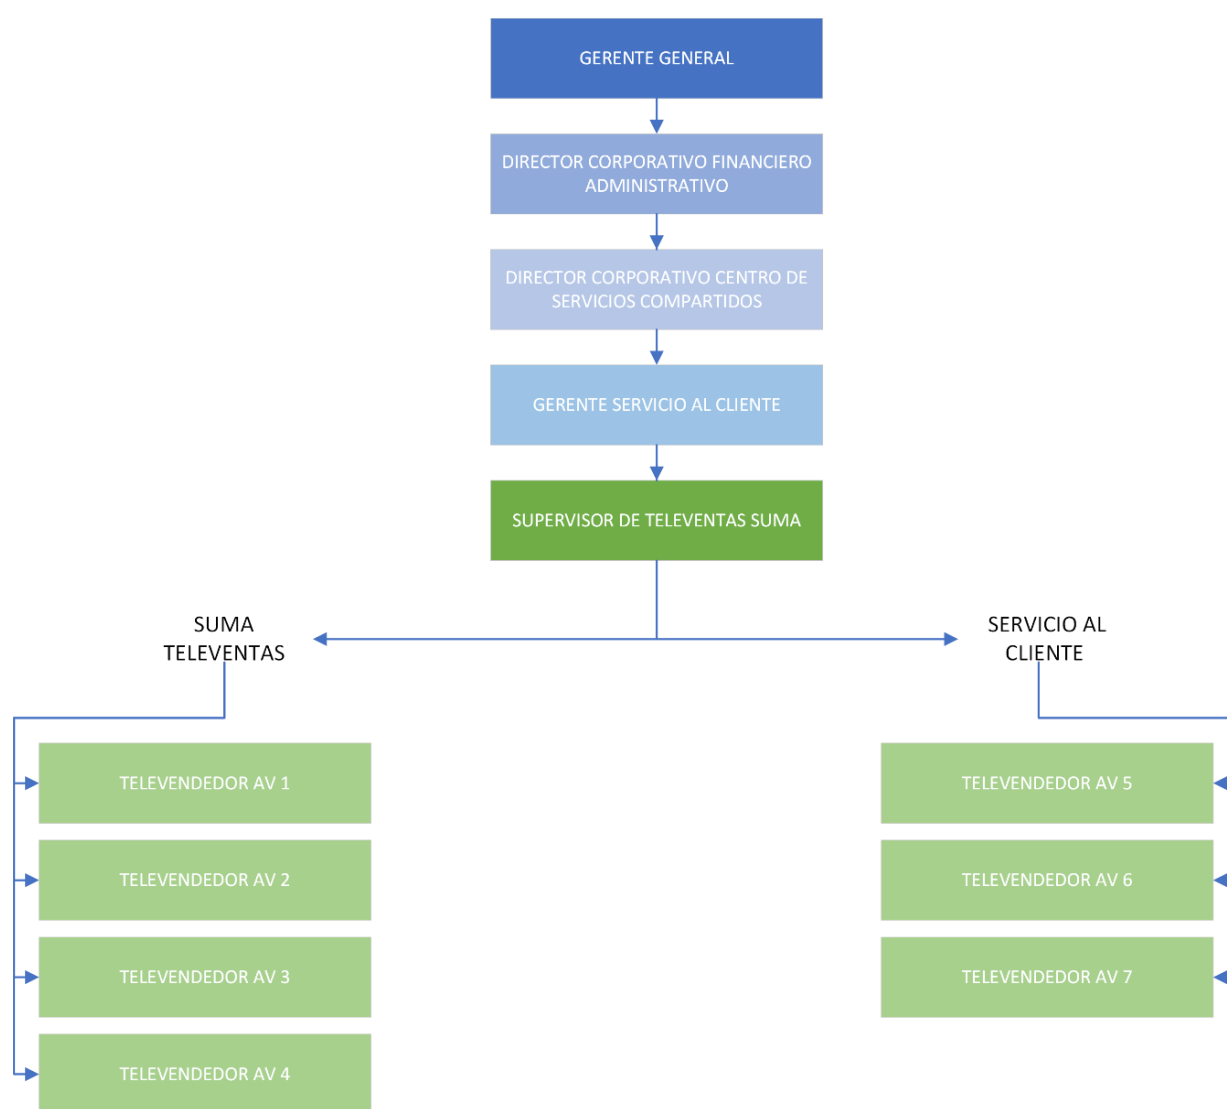 GERENTE GENERAL
DIRECTOR CORPORATIVO FINANCIERO
ADMINISTRATIVO
DIRECTOR CORPORATIVO CENTRO DE
SERVICIOS COMPARTIDOS
GERENTE SERVICIO AL CLIENTE
SUPERVISOR DE TELEVENTAS SUMA
SUMA
TELEVENTAS
TELEVENDEDOR AV 1
TELEVENDEDOR AV 2
TELEVENDEDOR AV 3
TELEVENDEDOR AV 4
SERVICIO AL
CLIENTE
TELEVENDEDOR AV 5
TELEVENDEDOR AV 6
TELEVENDEDOR AV 7